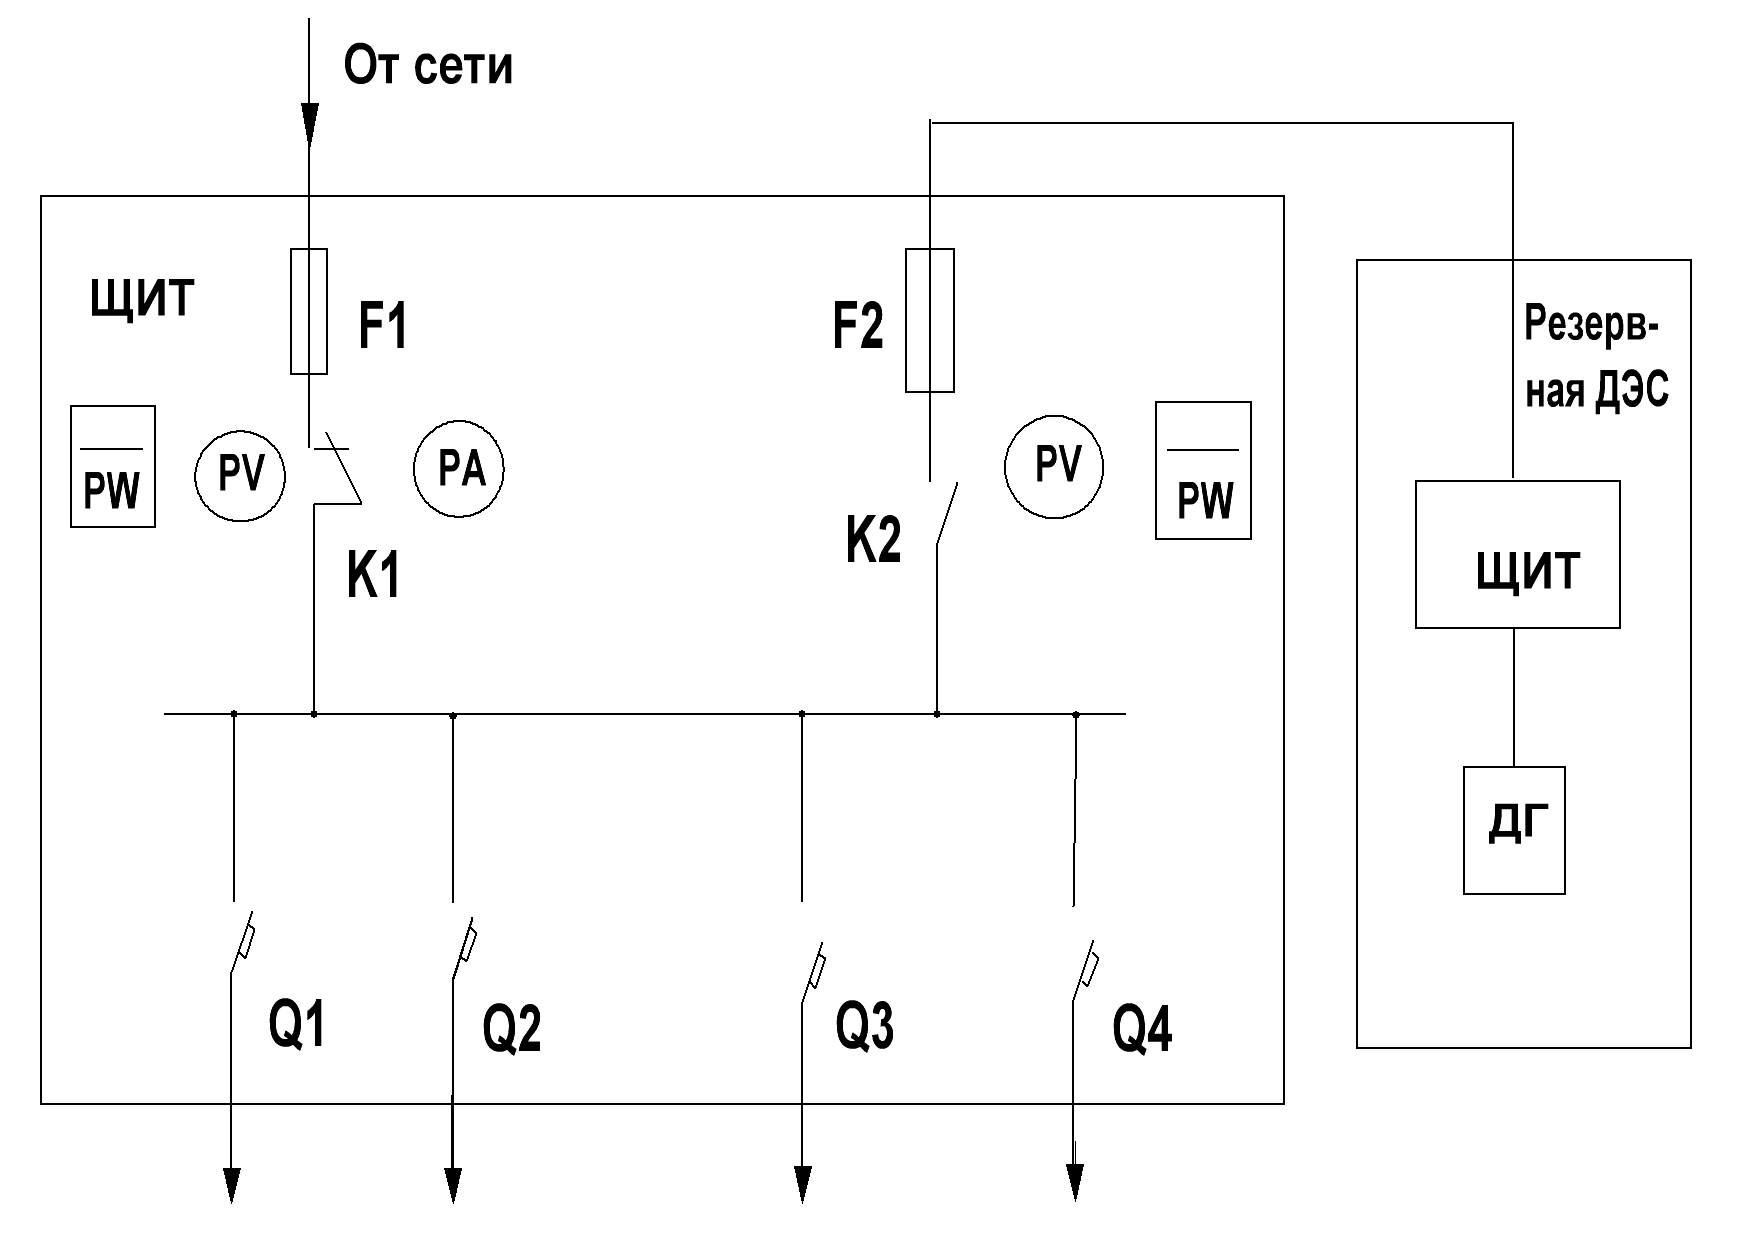 От сети
ЩИТ
F1
F2
Резерв-
ная ДЭС
PW
PV
PA
PV
PW
K1
K2
ЩИТ
ДГ
Q1
Q2
Q3
Q4